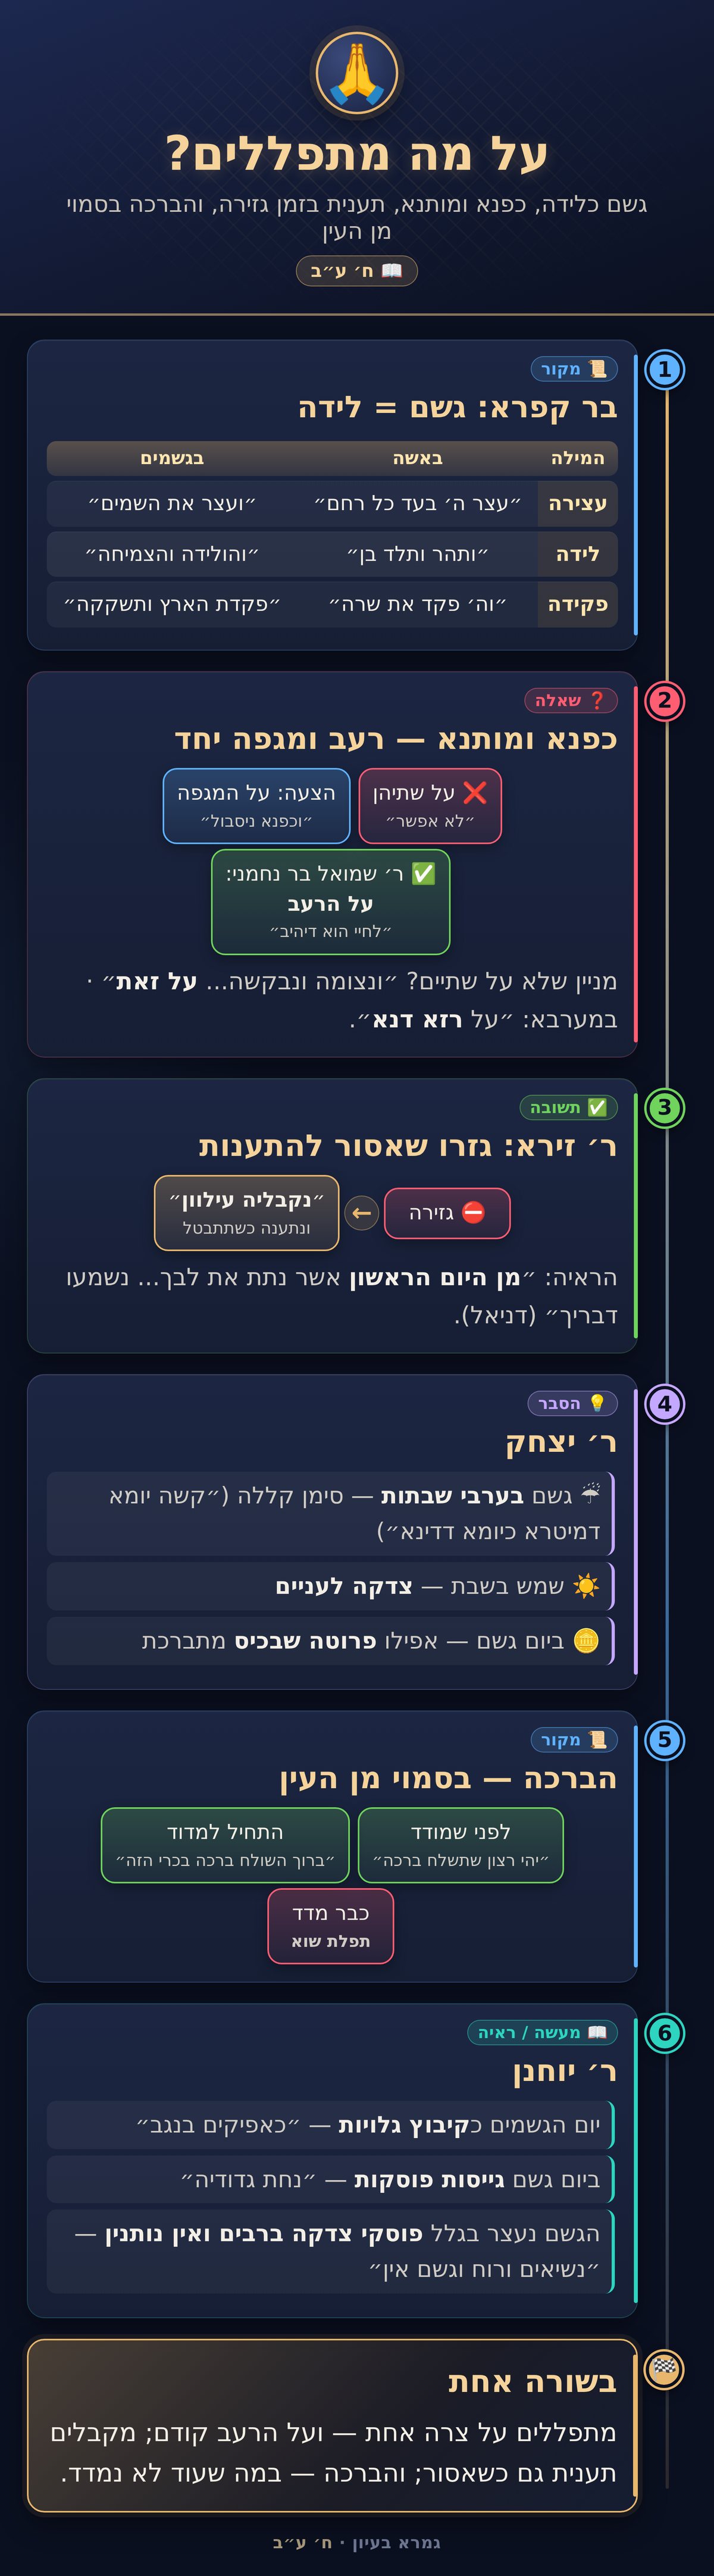 על מה מתפללים?
גשם כלידה, כפנא ומותנא, תענית בזמן גזירה, והברכה בסמוי
מן העין
📖 ח׳ ע״ב
1
📜 מקור
בר קפרא: גשם = לידה
המילה באשה בגשמים
עצירה ״עצר ה׳ בעד כל רחם״ ״ועצר את השמים״
לידה ״ותהר ותלד בן״ ״והולידה והצמיחה״
פקידה ״וה׳ פקד את שרה״ ״פקדת הארץ ותשקקה״
2
❓ שאלה
כפנא ומותנא — רעב ומגפה יחד
❌ על שתיהן
״לא אפשר״
הצעה: על המגפה
״וכפנא ניסבול״
✅ ר׳ שמואל בר נחמני:
על הרעב
״לחיי הוא דיהיב״
מניין שלא על שתיים? ״ונצומה ונבקשה... על זאת״ ·
במערבא: ״על רזא דנא״.
3
✅ תשובה
ר׳ זירא: גזרו שאסור להתענות
⛔ גזירה
←
״נקבליה עילוון״
ונתענה כשתתבטל
הראיה: ״מן היום הראשון אשר נתת את לבך... נשמעו
דבריך״ (דניאל).
4
💡 הסבר
ר׳ יצחק
☔ גשם בערבי שבתות — סימן קללה (״קשה יומא
דמיטרא כיומא דדינא״)
☀️ שמש בשבת — צדקה לעניים
🪙 ביום גשם — אפילו פרוטה שבכיס מתברכת
5
📜 מקור
הברכה — בסמוי מן העין
לפני שמודד
״יהי רצון שתשלח ברכה״
התחיל למדוד
״ברוך השולח ברכה בכרי הזה״
כבר מדד
תפלת שוא
6
📖 מעשה / ראיה
ר׳ יוחנן
יום הגשמים כקיבוץ גלויות — ״כאפיקים בנגב״
ביום גשם גייסות פוסקות — ״נחת גדודיה״
הגשם נעצר בגלל פוסקי צדקה ברבים ואין נותנין —
״נשיאים ורוח וגשם אין״
🏁
בשורה אחת
מתפללים על צרה אחת — ועל הרעב קודם; מקבלים
תענית גם כשאסור; והברכה — במה שעוד לא נמדד.
גמרא בעיון · ח׳ ע״ב